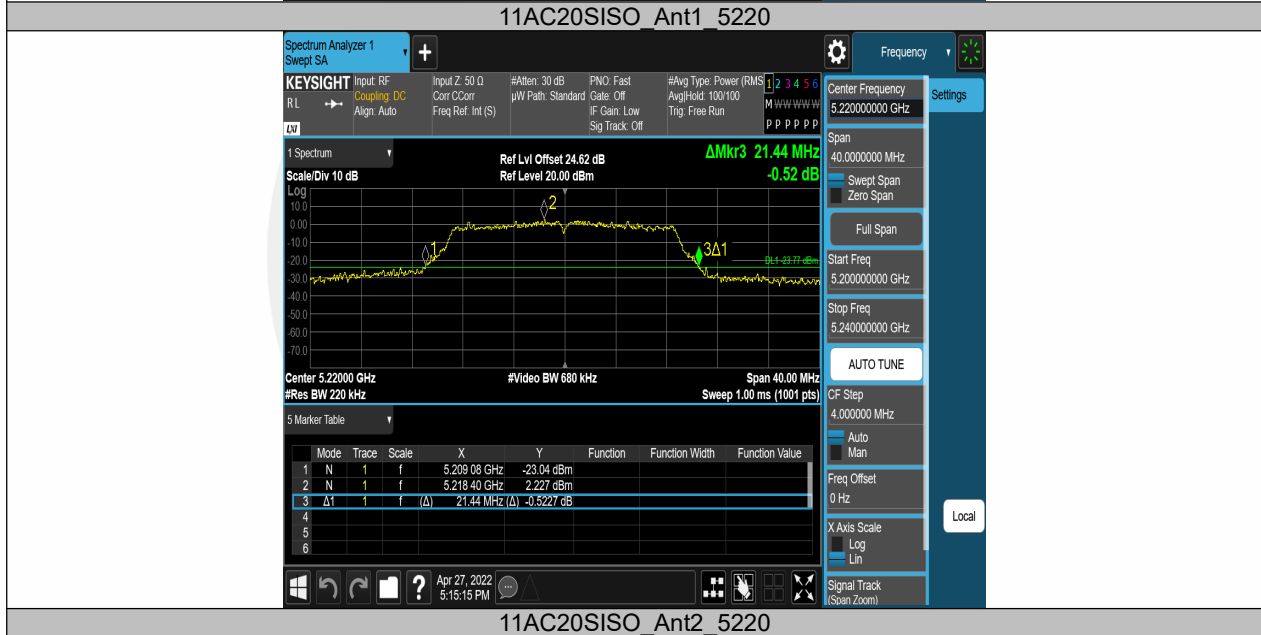 11AC20SISO_Ant1_5220
Spectrum Analyzer 1
Swept SA
+
Frequency
KEYSIGHT
RL
LXI
Input: RF
Coupling: DC
Align: Auto
Input Z: 50 Ω
Corr CCorr
Freq Ref: Int (S)
#Atten: 30 dB
µW Path: Standard
PNO: Fast
Gate: Off
IF Gain: Low
Sig Track: Off
#Avg Type: Power (RMS
Avg|Hold: 100/100
Trig: Free Run
1 2 3 4 5 6
M W W W W W
P P P P P P
Center Frequency
5.220000000 GHz
Settings
Span
40.0000000 MHz
Swept Span
Zero Span
Full Span
Start Freq
5.200000000 GHz
Stop Freq
5.240000000 GHz
AUTO TUNE
CF Step
4.000000 MHz
Auto
Man
Freq Offset
0 Hz
X Axis Scale
Log
Lin
Signal Track
(Span Zoom)
Local
1 Spectrum
Scale/Div 10 dB
Ref Lvl Offset 24.62 dB
Ref Level 20.00 dBm
ΔMkr3 21.44 MHz
-0.52 dB
Log
10.0
0.00
-10.0
-20.0
-30.0
-40.0
-50.0
-60.0
-70.0
1
2
3Δ1
DL1 -23.77 dBm
Center 5.22000 GHz
#Video BW 680 kHz
Span 40.00 MHz
#Res BW 220 kHz
Sweep 1.00 ms (1001 pts)
5 Marker Table
Mode Trace Scale X Y Function Function Width Function Value
1 N 1 f 5.209 08 GHz -23.04 dBm
2 N 1 f 5.218 40 GHz 2.227 dBm
3 Δ1 1 f (Δ) 21.44 MHz (Δ) -0.5227 dB
4
5
6
?
Apr 27, 2022
5:15:15 PM
11AC20SISO_Ant2_5220